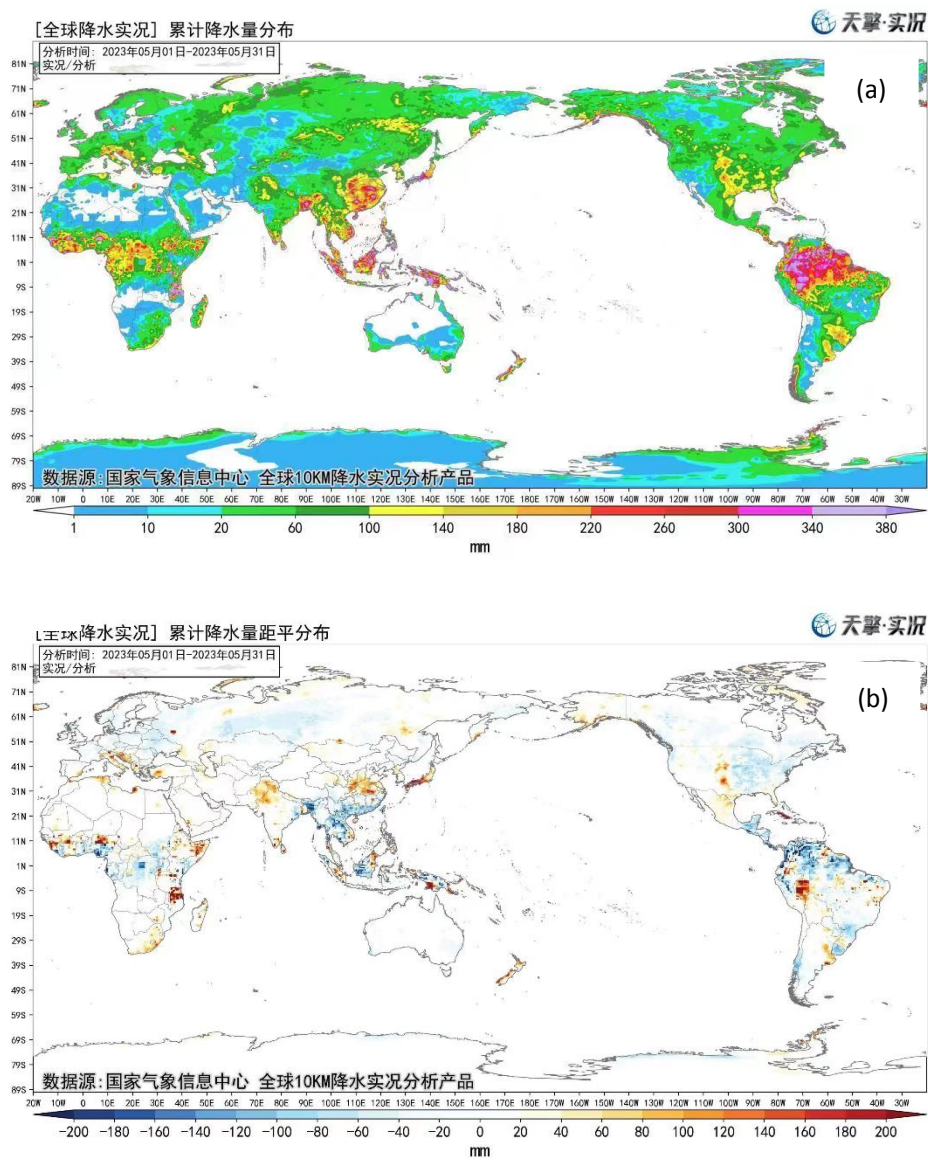 [全球降水实况] 累计降水量分布
天擎·实况
分析时间: 2023年05月01日-2023年05月31日
实况/分析
(a)
81N
71N
61N
51N
41N
31N
21N
11N
1N
9S
19S
29S
39S
49S
59S
69S
79S
89S
数据源:国家气象信息中心 全球10KM降水实况分析产品
20W 10W 0 10E 20E 30E 40E 50E 60E 70E 80E 90E 100E 110E 120E 130E 140E 150E 160E 170E 180 170W 160W 150W 140W 130W 120W 110W 100W 90W 80W 70W 60W 50W 40W 30W
1 10 20 60 100 140 180 220 260 300 340 380
mm
[全球降水实况] 累计降水量距平分布
天擎·实况
分析时间: 2023年05月01日-2023年05月31日
实况/分析
(b)
81N
71N
61N
51N
41N
31N
21N
11N
1N
9S
19S
29S
39S
49S
59S
69S
79S
89S
数据源:国家气象信息中心 全球10KM降水实况分析产品
20W 10W 0 10E 20E 30E 40E 50E 60E 70E 80E 90E 100E 110E 120E 130E 140E 150E 160E 170E 180 170W 160W 150W 140W 130W 120W 110W 100W 90W 80W 70W 60W 50W 40W 30W
-200 -180 -160 -140 -120 -100 -80 -60 -40 -20 0 20 40 60 80 100 120 140 160 180 200
mm